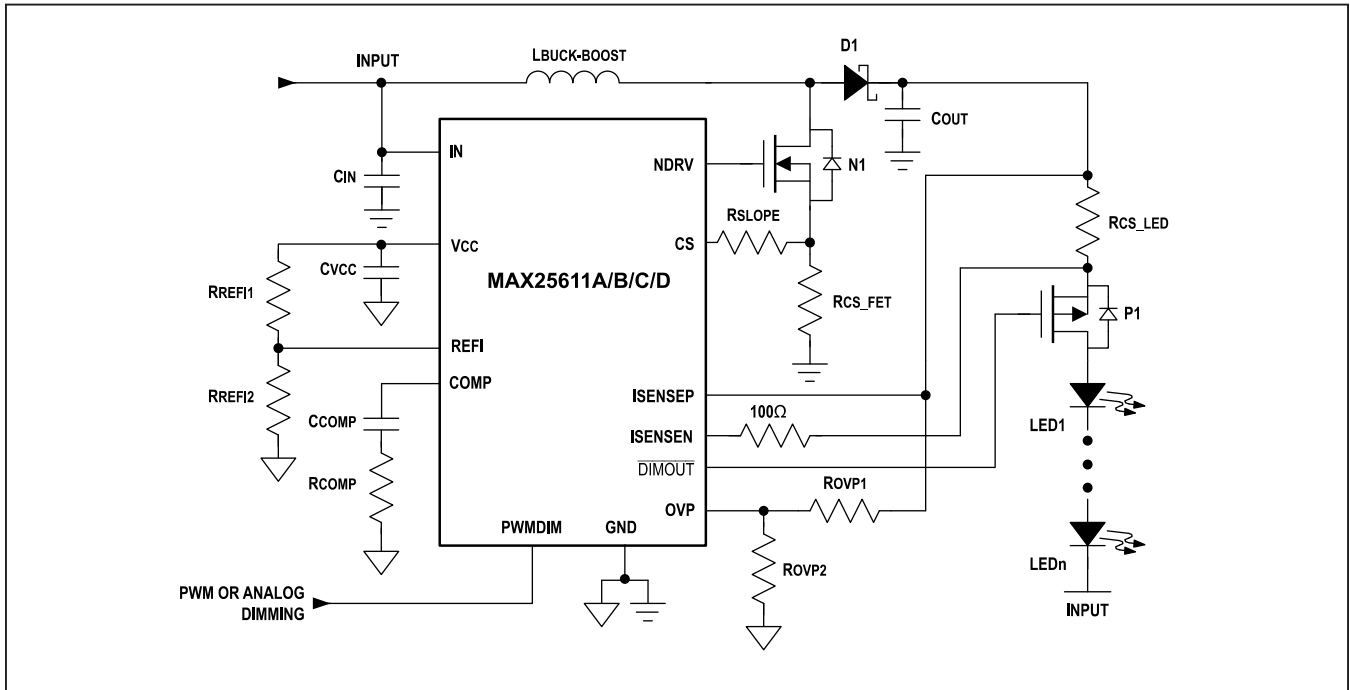 INPUT
LBUCK-BOOST
D1
COUT
IN
CIN
NDRV
N1
RSLOPE
RCS_LED
VCC
CS
CVCC
MAX25611A/B/C/D
RREFI1
RCS_FET
P1
REFI
COMP
RREFI2
ISENSEP
CCOMP
100Ω
ISENSEN
LED1
DIMOUT
RCOMP
ROVP1
OVP
PWMDIM
GND
LEDn
ROVP2
PWM OR ANALOG
DIMMING
INPUT